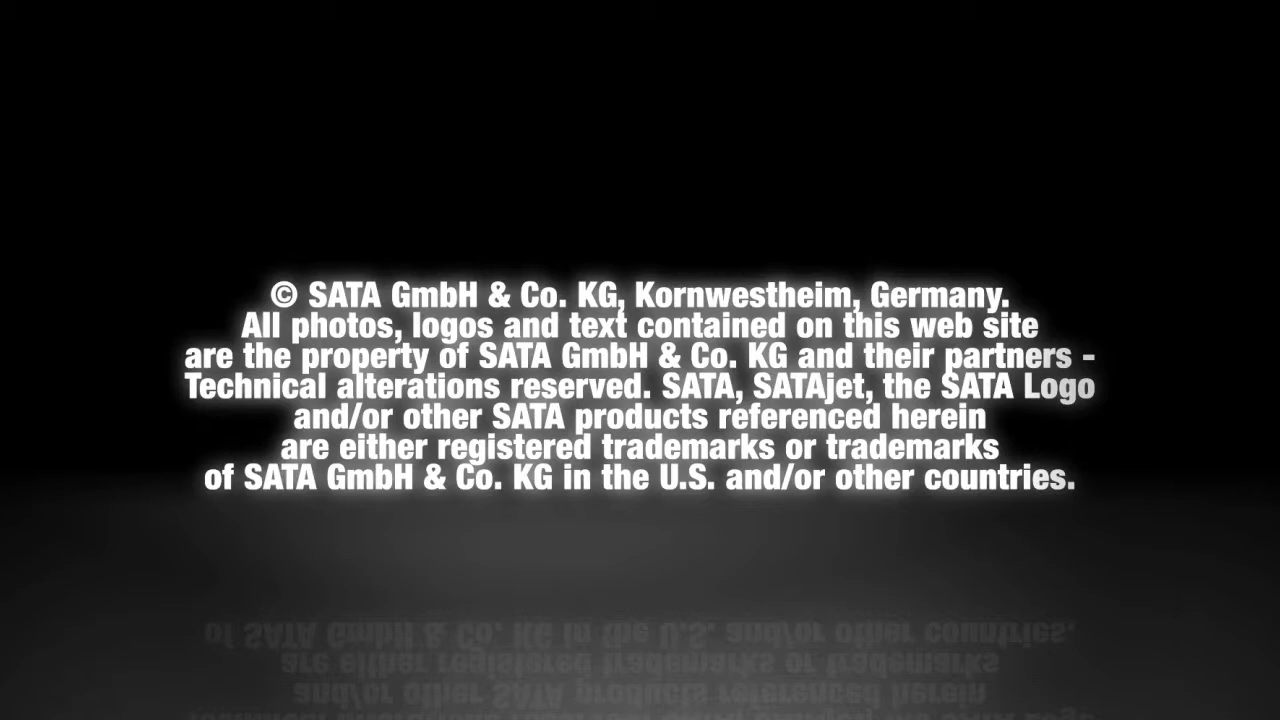 © SATA GmbH & Co. KG, Kornwestheim, Germany.
All photos, logos and text contained on this web site
are the property of SATA GmbH & Co. KG and their partners -
Technical alterations reserved. SATA, SATAjet, the SATA Logo
and/or other SATA products referenced herein
are either registered trademarks or trademarks
of SATA GmbH & Co. KG in the U.S. and/or other countries.